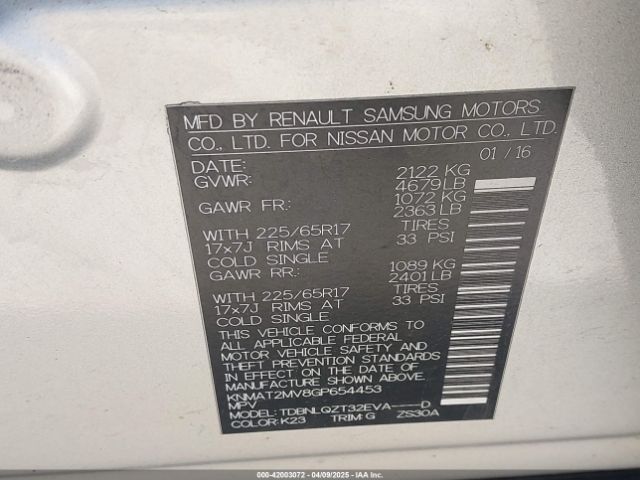 MFD BY RENAULT SAMSUNG MOTORS
CO., LTD. FOR NISSAN MOTOR CO., LTD.
DATE: 01 / 16
GVWR: 2122 KG
4679 LB
GAWR FR.: 1072 KG
2363 LB
WITH 225/65R17 TIRES
17x7J RIMS AT 33 PSI
COLD SINGLE
GAWR RR.: 1089 KG
2401 LB
WITH 225/65R17 TIRES
17x7J RIMS AT 33 PSI
COLD SINGLE
THIS VEHICLE CONFORMS TO
ALL APPLICABLE FEDERAL
MOTOR VEHICLE SAFETY AND
THEFT PREVENTION STANDARDS
IN EFFECT ON THE DATE OF
MANUFACTURE SHOWN ABOVE.
KNMAT2MV8GP654453
MPV
MODEL: TDBNLQZT32EVA----D
COLOR: K23 TRIM: G ZS30A
000-42003072 - 04/09/2025 - IAAI.com